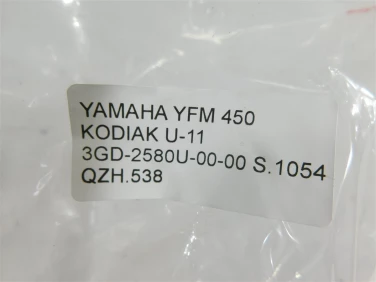 YAMAHA YFM 450
KODIAK U-11
3GD-2580U-00-00 S.1054
QZH.538